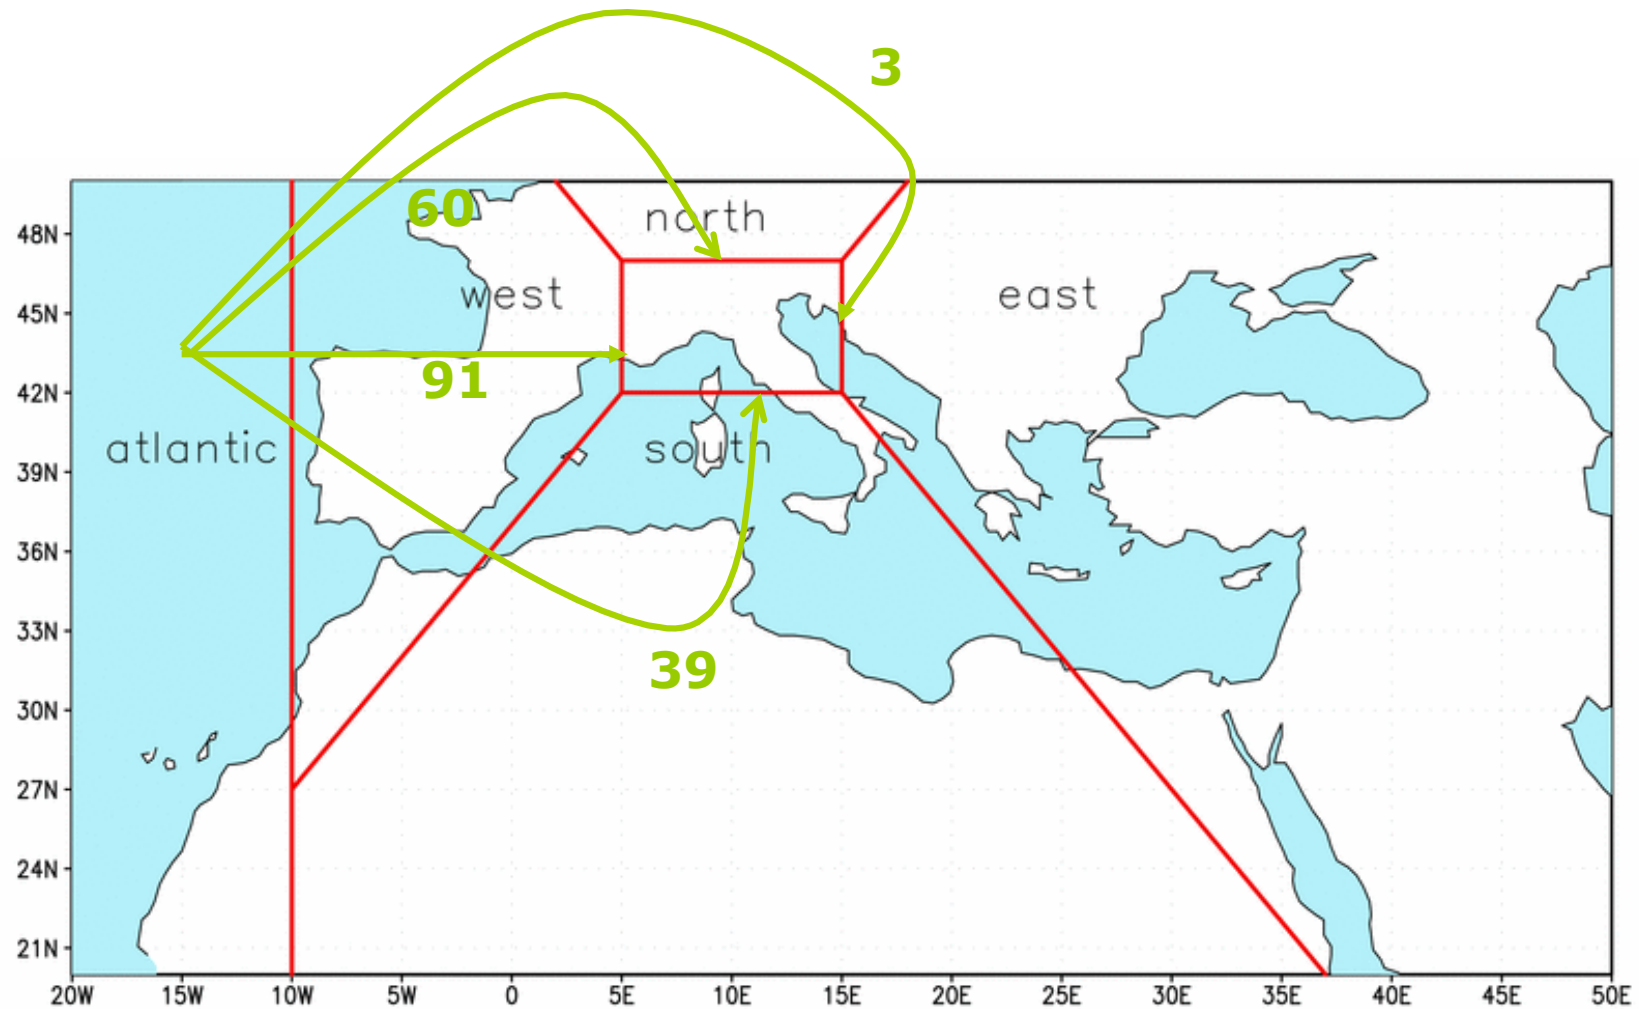 3
60
north
48N
west
east
45N
91
42N
atlantic
south
39N
36N
33N
39
30N
27N
24N
21N
20W 15W 10W 5W 0 5E 10E 15E 20E 25E 30E 35E 40E 45E 50E